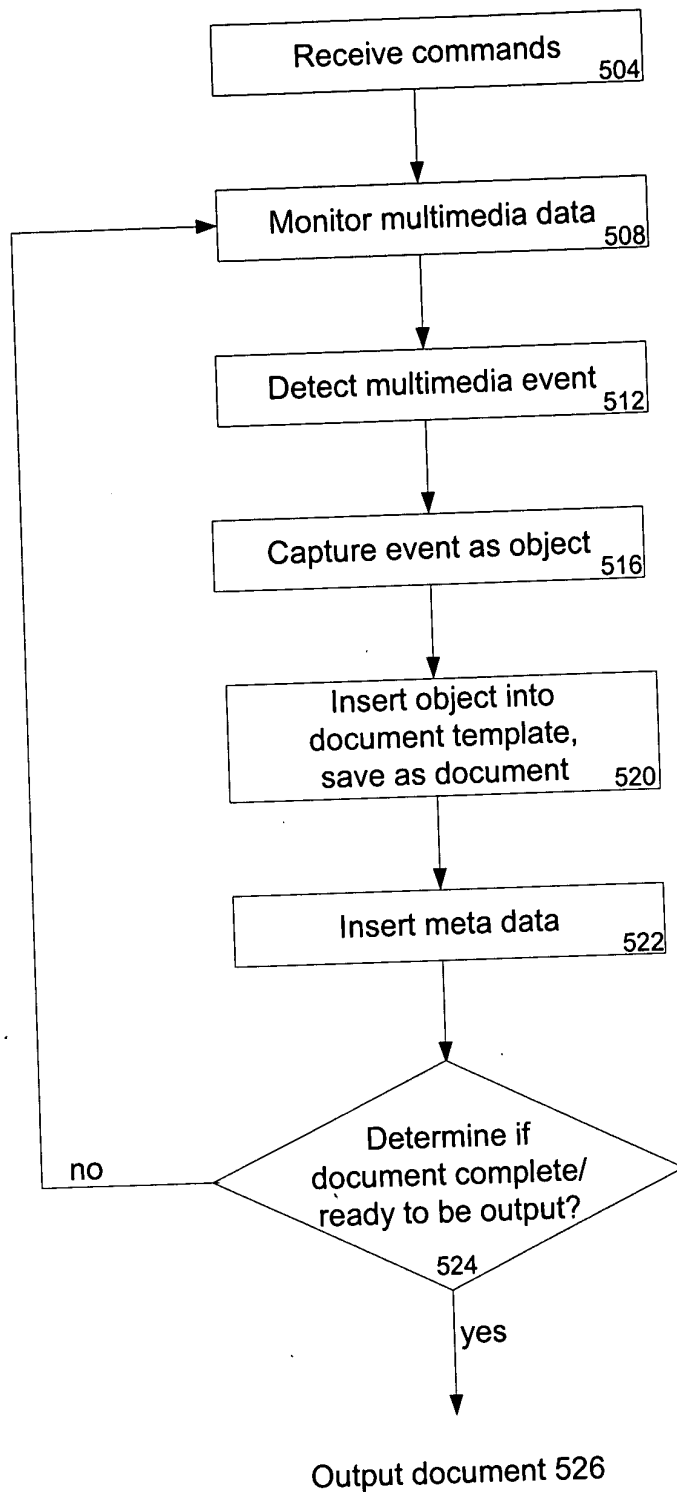 Receive commands
504
Monitor multimedia data
508
Detect multimedia event
512
Capture event as object
516
Insert object into
document template,
save as document
520
Insert meta data
522
Determine if
document complete/
ready to be output?
524
no
yes
Output document 526